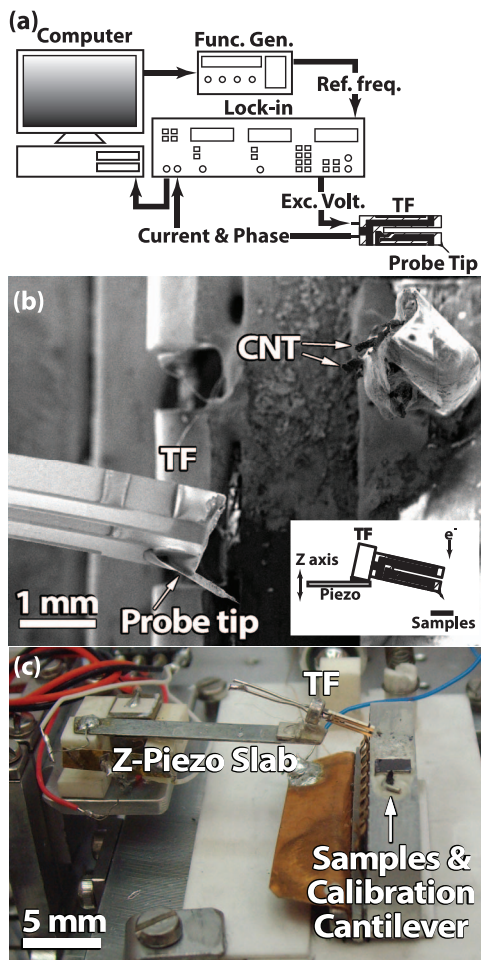 (a)
Computer
Func. Gen.
Ref. freq.
Lock-in
Exc. Volt.
TF
Current & Phase
Probe Tip
(b)
CNT
TF
1 mm
Probe tip
TF
e-
Z axis
Piezo
Samples
(c)
TF
Z-Piezo Slab
Samples &
Calibration
Cantilever
5 mm